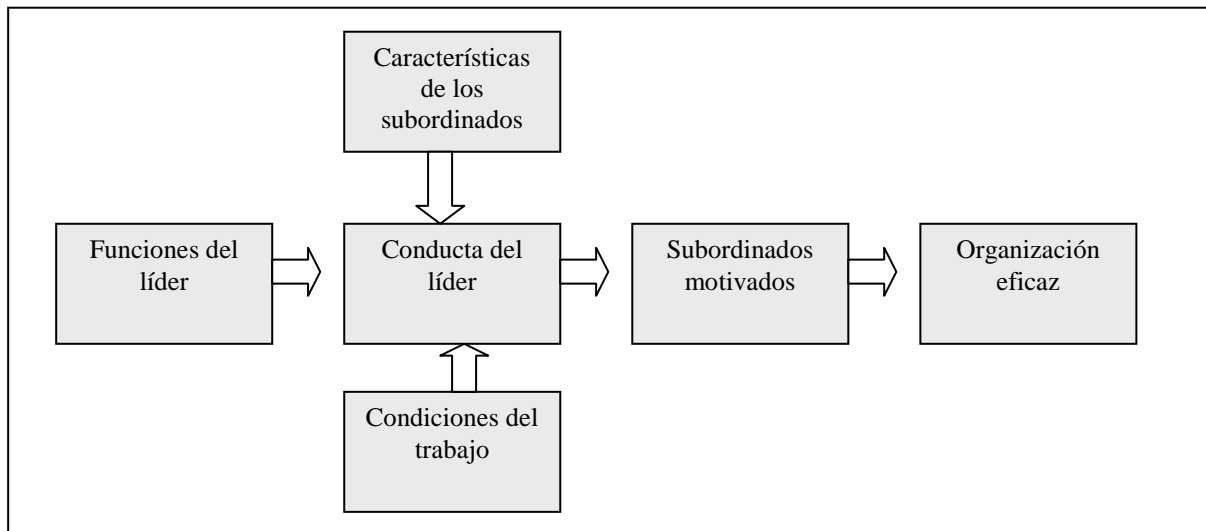 Características
de los
subordinados
Funciones del
líder
Conducta del
líder
Subordinados
motivados
Organización
eficaz
Condiciones del
trabajo